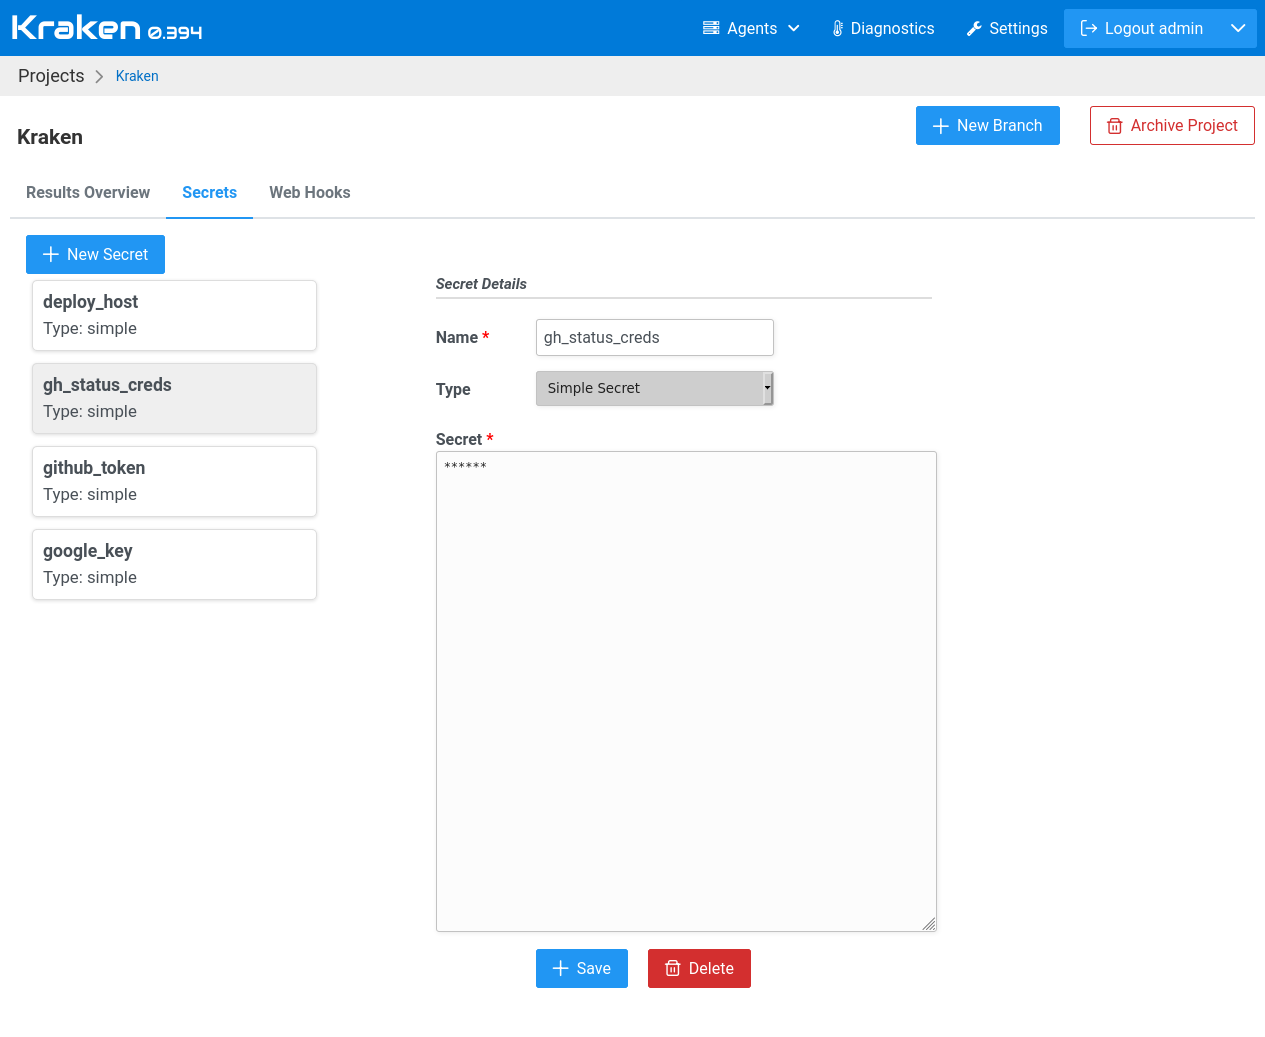 Kraken 0.394
Agents
Diagnostics
Settings
Logout admin
Projects
Kraken
Kraken
New Branch
Archive Project
Results Overview
Secrets
Web Hooks
New Secret
deploy_host
Type: simple
gh_status_creds
Type: simple
github_token
Type: simple
google_key
Type: simple
Secret Details
Name *
gh_status_creds
Type
Simple Secret
Secret *
******
Save
Delete